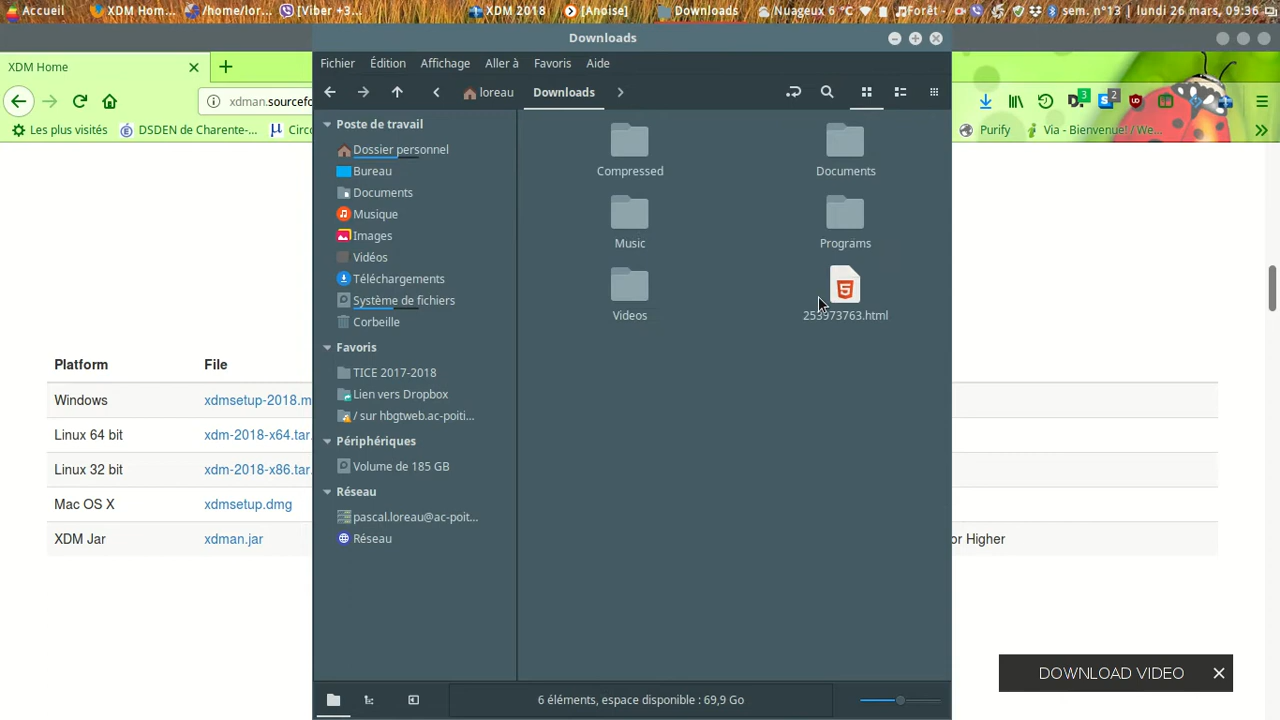 Accueil XDM Hom... /home/lor... [Viber +3... XDM 2018 [Anoise] Downloads Nuageux 6 °C Forêt - sem. n°13 | lundi 26 mars, 09:36
Downloads
XDM Home
Fichier Édition Affichage Aller à Favoris Aide
xdman.sourcefo
loreau Downloads
3 2
Les plus visités DSDEN de Charente-... Circo
Purify Via - Bienvenue! / We...
Poste de travail
Dossier personnel
Bureau
Documents
Musique
Images
Vidéos
Téléchargements
Système de fichiers
Corbeille
Favoris
TICE 2017-2018
Lien vers Dropbox
/ sur hbgtweb.ac-poiti...
Périphériques
Volume de 185 GB
Réseau
pascal.loreau@ac-poit...
Réseau
Compressed Documents
Music Programs
Videos 253973763.html
Platform File
Windows xdmsetup-2018.m
Linux 64 bit xdm-2018-x64.tar.
Linux 32 bit xdm-2018-x86.tar.
Mac OS X xdmsetup.dmg
XDM Jar xdman.jar or Higher
6 éléments, espace disponible : 69,9 Go
DOWNLOAD VIDEO